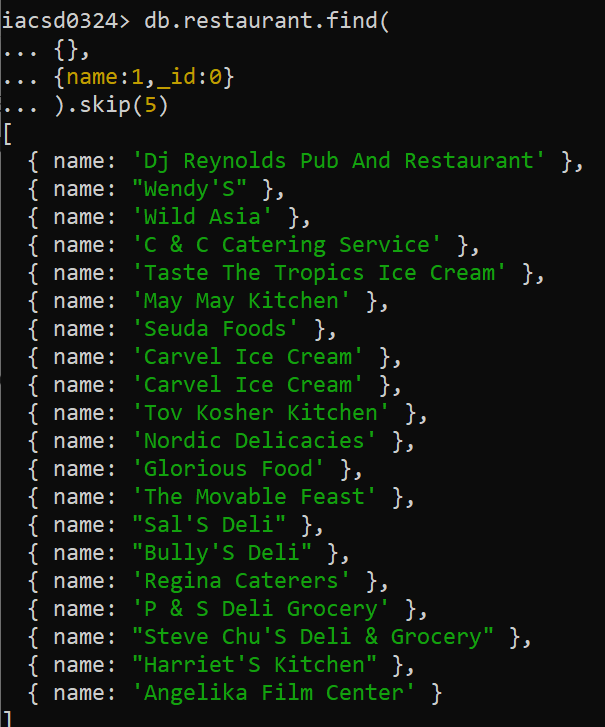 iacsd0324> db.restaurant.find(
... {},
... {name:1,_id:0}
... ).skip(5)
[
  { name: 'Dj Reynolds Pub And Restaurant' },
  { name: "Wendy'S" },
  { name: 'Wild Asia' },
  { name: 'C & C Catering Service' },
  { name: 'Taste The Tropics Ice Cream' },
  { name: 'May May Kitchen' },
  { name: 'Seuda Foods' },
  { name: 'Carvel Ice Cream' },
  { name: 'Carvel Ice Cream' },
  { name: 'Tov Kosher Kitchen' },
  { name: 'Nordic Delicacies' },
  { name: 'Glorious Food' },
  { name: 'The Movable Feast' },
  { name: "Sal'S Deli" },
  { name: "Bully'S Deli" },
  { name: 'Regina Caterers' },
  { name: 'P & S Deli Grocery' },
  { name: "Steve Chu'S Deli & Grocery" },
  { name: "Harriet'S Kitchen" },
  { name: 'Angelika Film Center' }
]